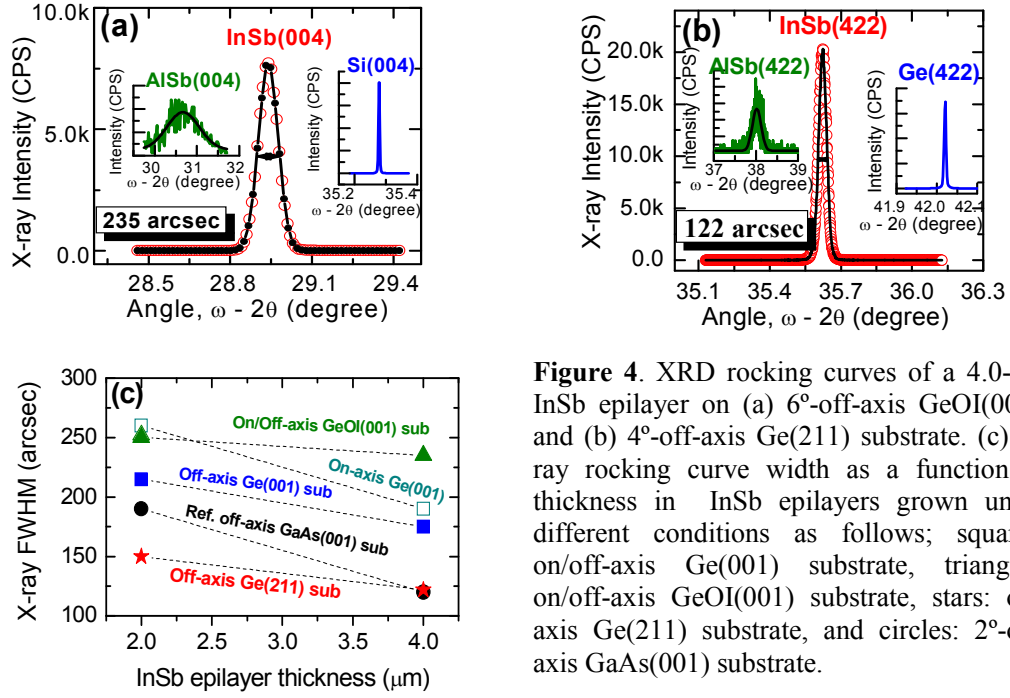 (a)
InSb(004)
AlSb(004)
Si(004)
Intensity (CPS)
30 31 32
ω - 2θ (degree)
Intensity (CPS)
35.2 35.4
ω - 2θ (degree)
235 arcsec
X-ray Intensity (CPS)
5.0k
0.0
28.5 28.8 29.1 29.4
Angle, ω - 2θ (degree)
(b)
InSb(422)
AlSb(422)
Ge(422)
Intensity (CPS)
37 38 39
ω - 2θ (degree)
Intensity (CPS)
41.9 42.0
ω - 2θ (degree)
122 arcsec
X-ray Intensity (CPS)
20.0k
15.0k
10.0k
5.0k
0.0
35.1 35.4 35.7 36.0 36.3
Angle, ω - 2θ (degree)
(c)
On/Off-axis GeOI(001) sub
On-axis Ge(001)
Off-axis Ge(001) sub
Ref. off-axis GaAs(001) sub
Off-axis Ge(211) sub
X-ray FWHM (arcsec)
300
250
200
150
100
2.0 2.5 3.0 3.5 4.0
InSb epilayer thickness (μm)
Figure 4. XRD rocking curves of a 4.0-
InSb epilayer on (a) 6º-off-axis GeOI(00
and (b) 4º-off-axis Ge(211) substrate. (c)
ray rocking curve width as a function
thickness in InSb epilayers grown un
different conditions as follows; squa
on/off-axis Ge(001) substrate, triang
on/off-axis GeOI(001) substrate, stars:
axis Ge(211) substrate, and circles: 2º-
axis GaAs(001) substrate.